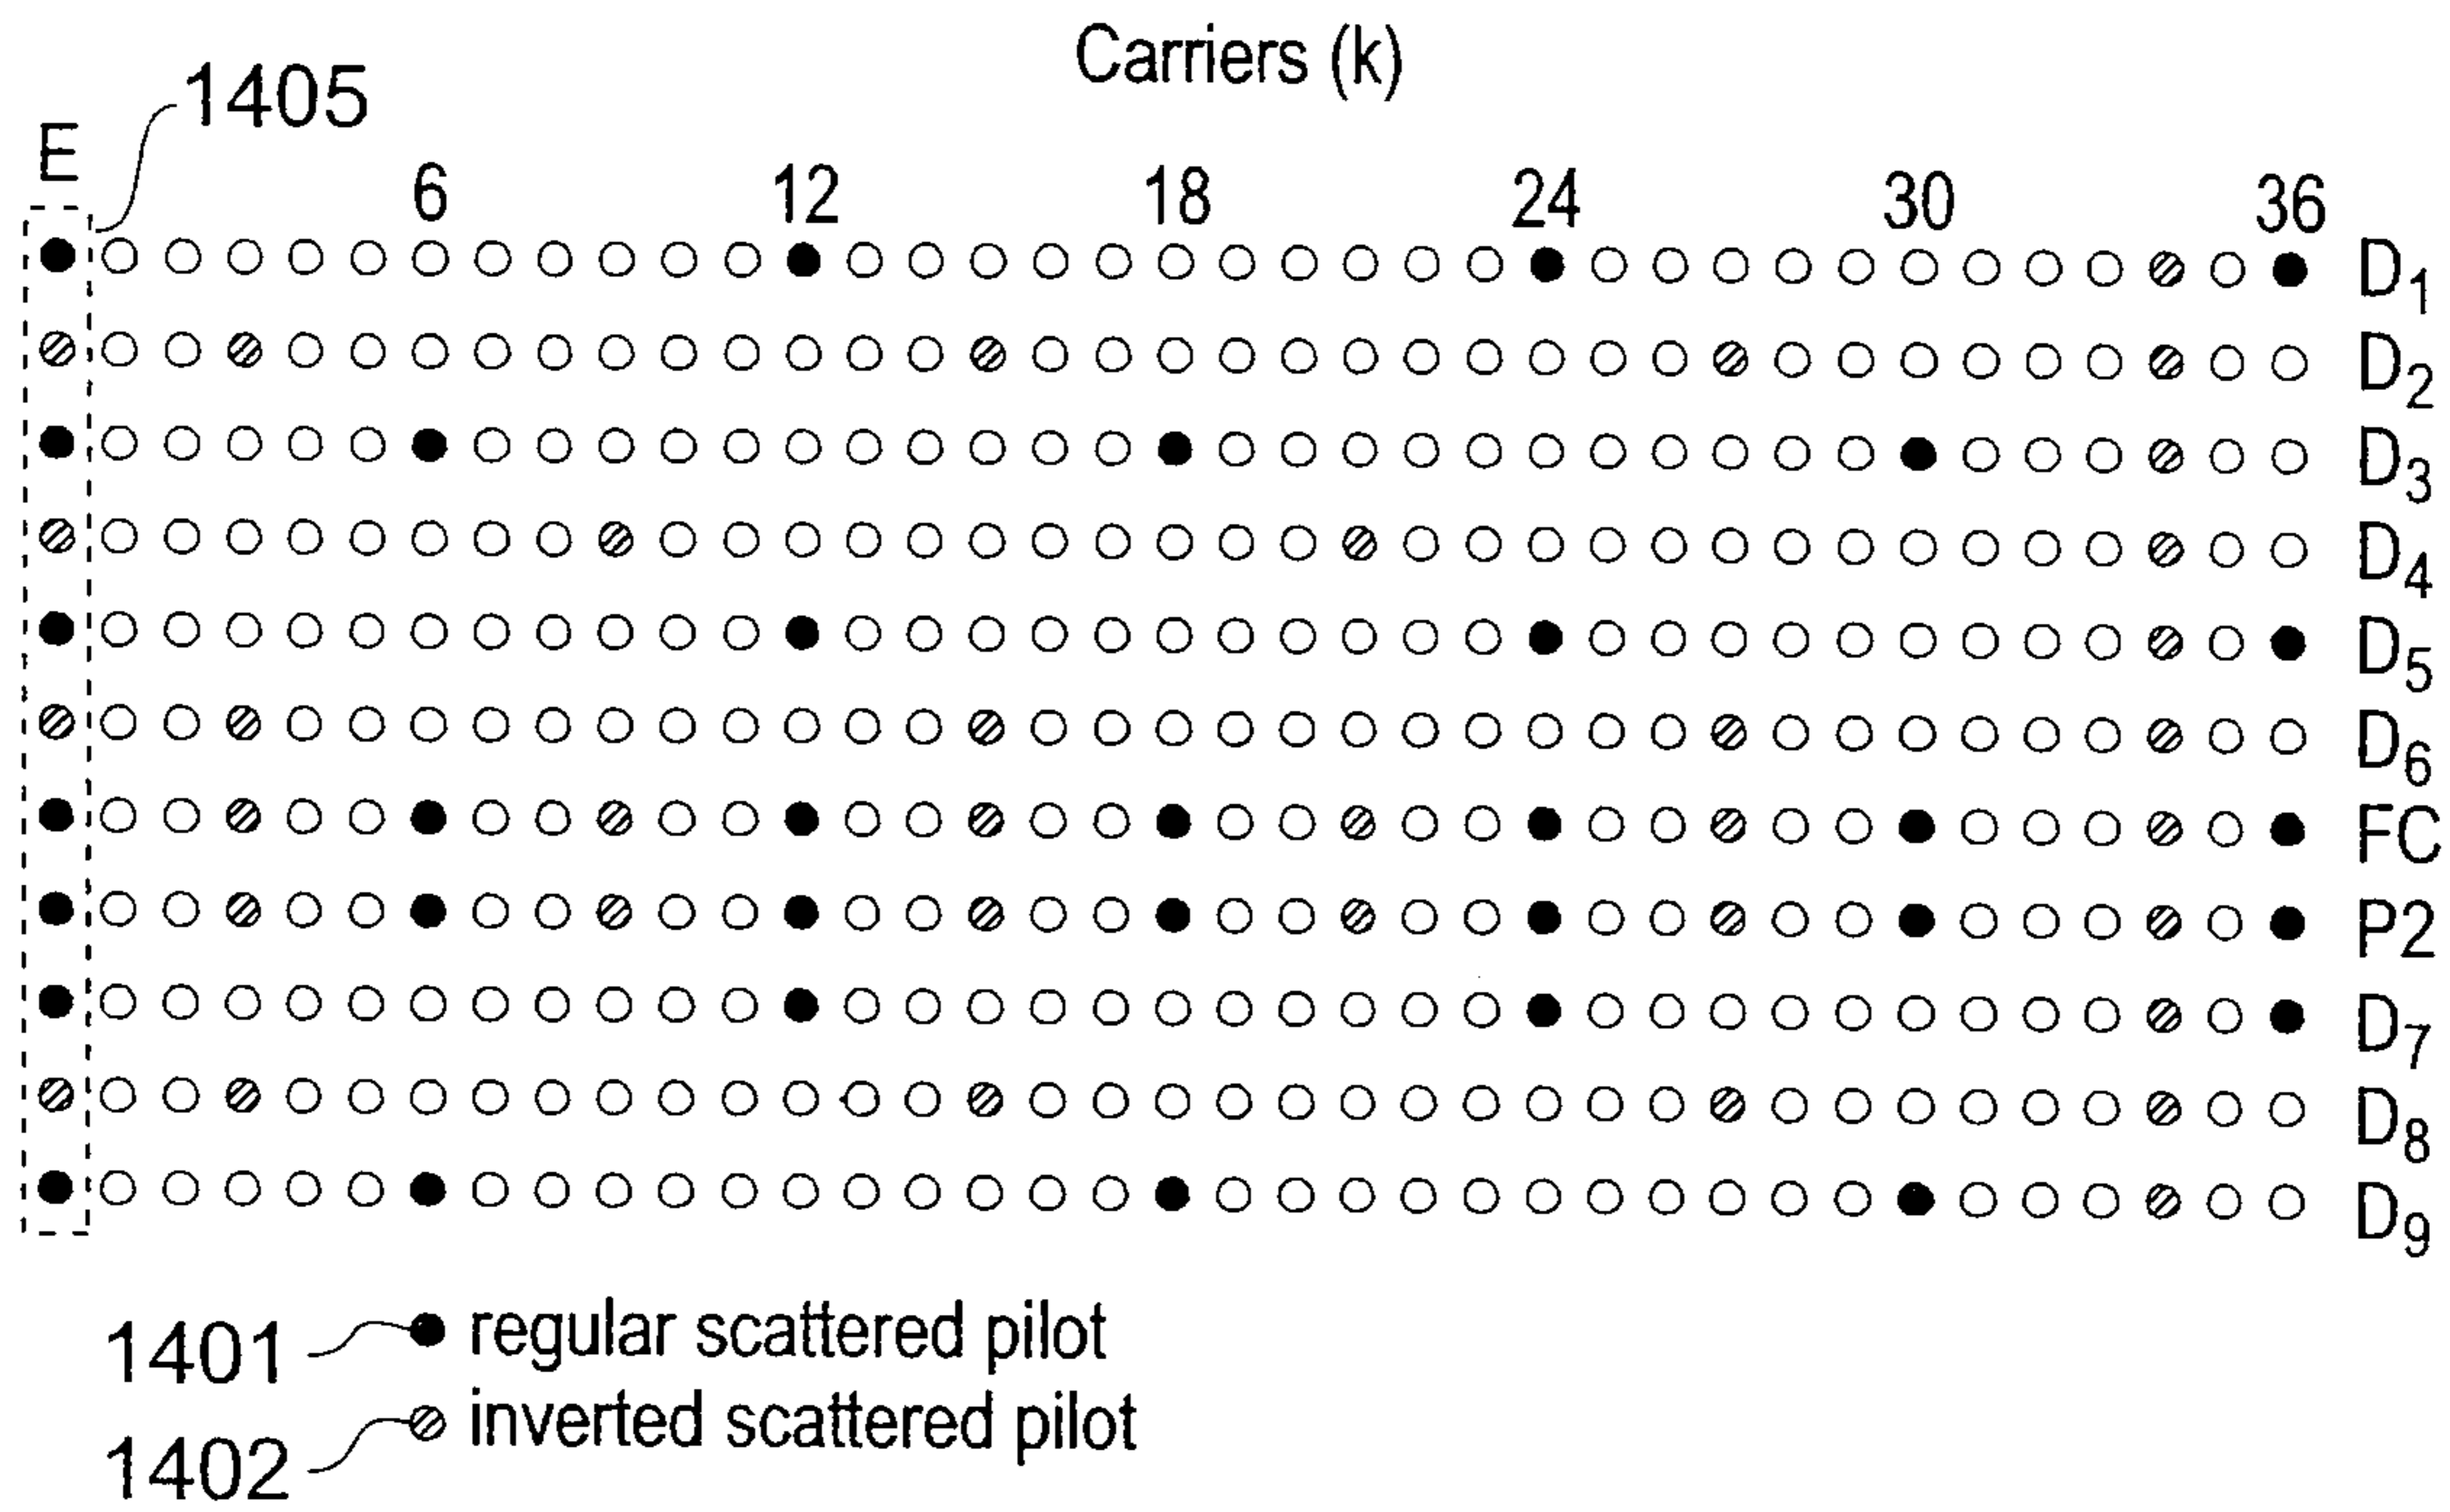 Carriers (k)
1405
E
6 12 18 24 30 36
D1
D2
D3
D4
D5
D6
FC
P2
D7
D8
D9
1401 regular scattered pilot
1402 inverted scattered pilot